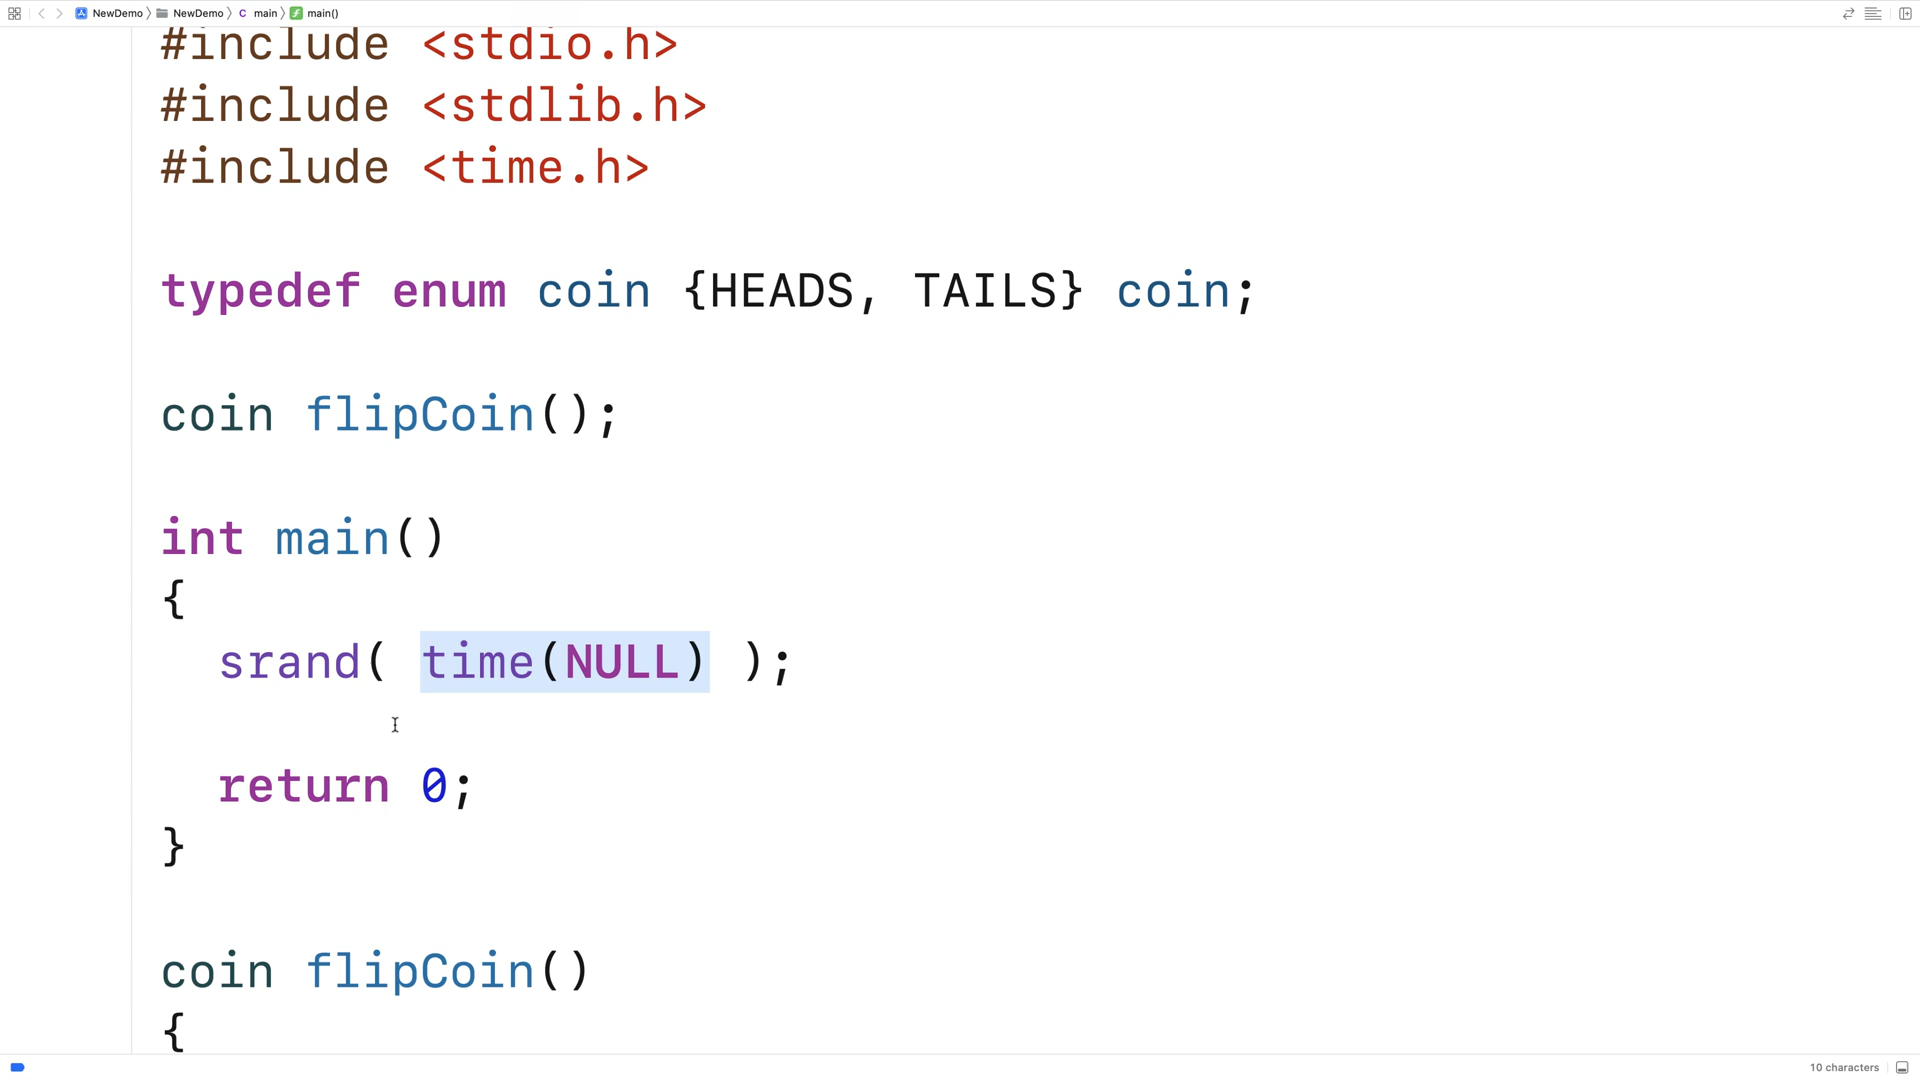 NewDemo NewDemo C main f main()
#include <stdio.h>
#include <stdlib.h>
#include <time.h>
typedef enum coin {HEADS, TAILS} coin;
coin flipCoin();
int main()
{
srand( time(NULL) );
return 0;
}
coin flipCoin()
{
10 characters